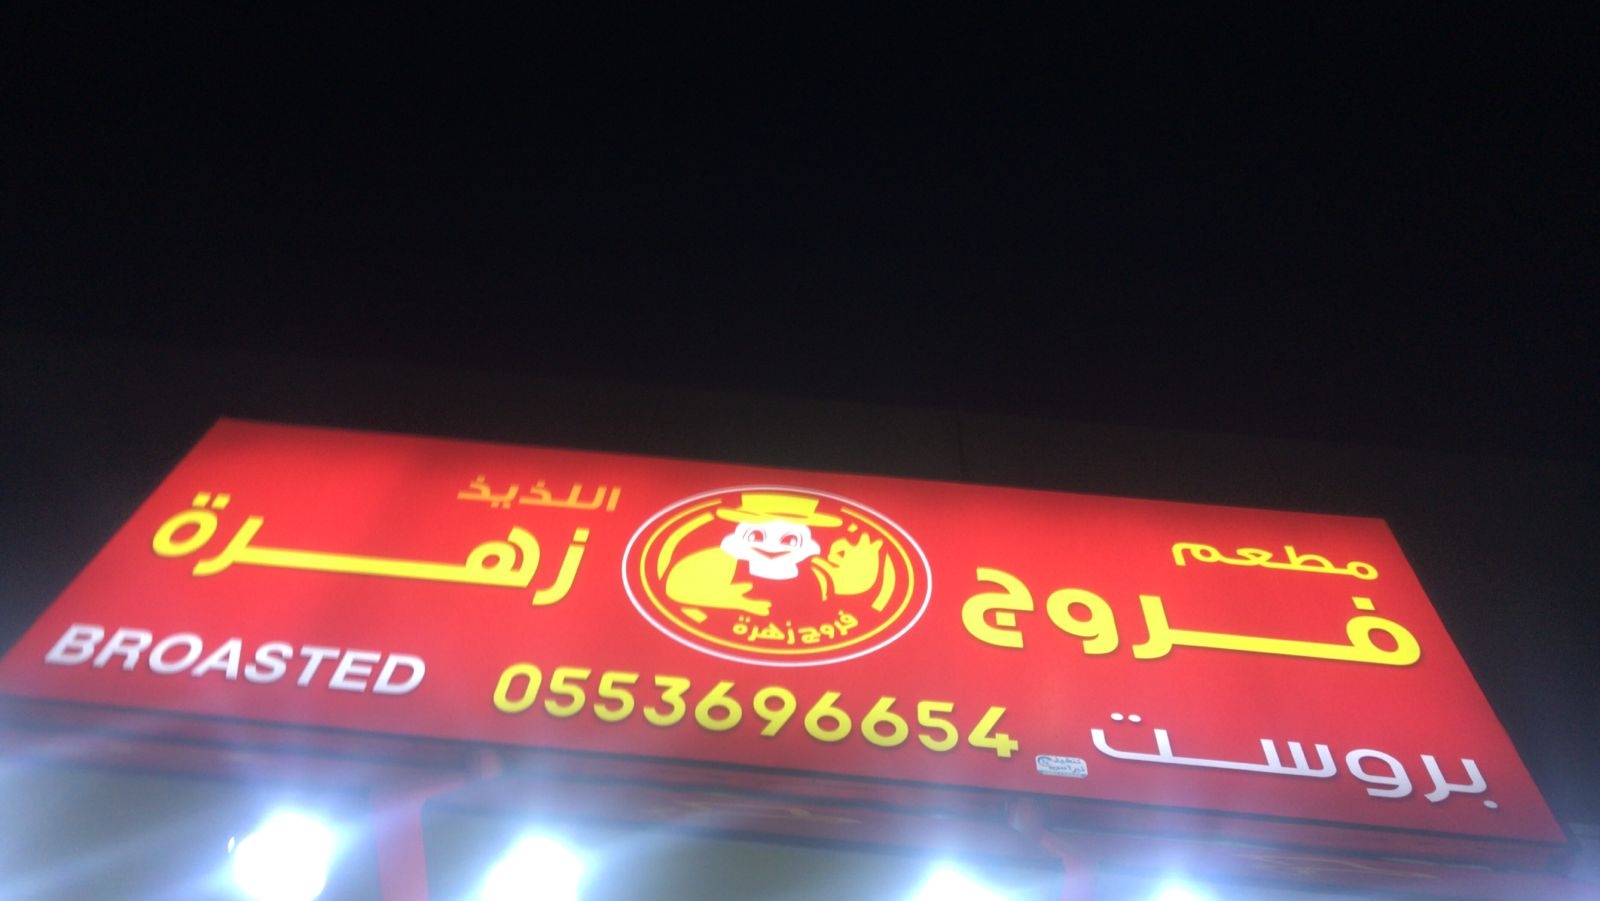 مطعم
فروج
اللذيذ
زهرة
فروج زهرة
بروست
0553696654
BROASTED